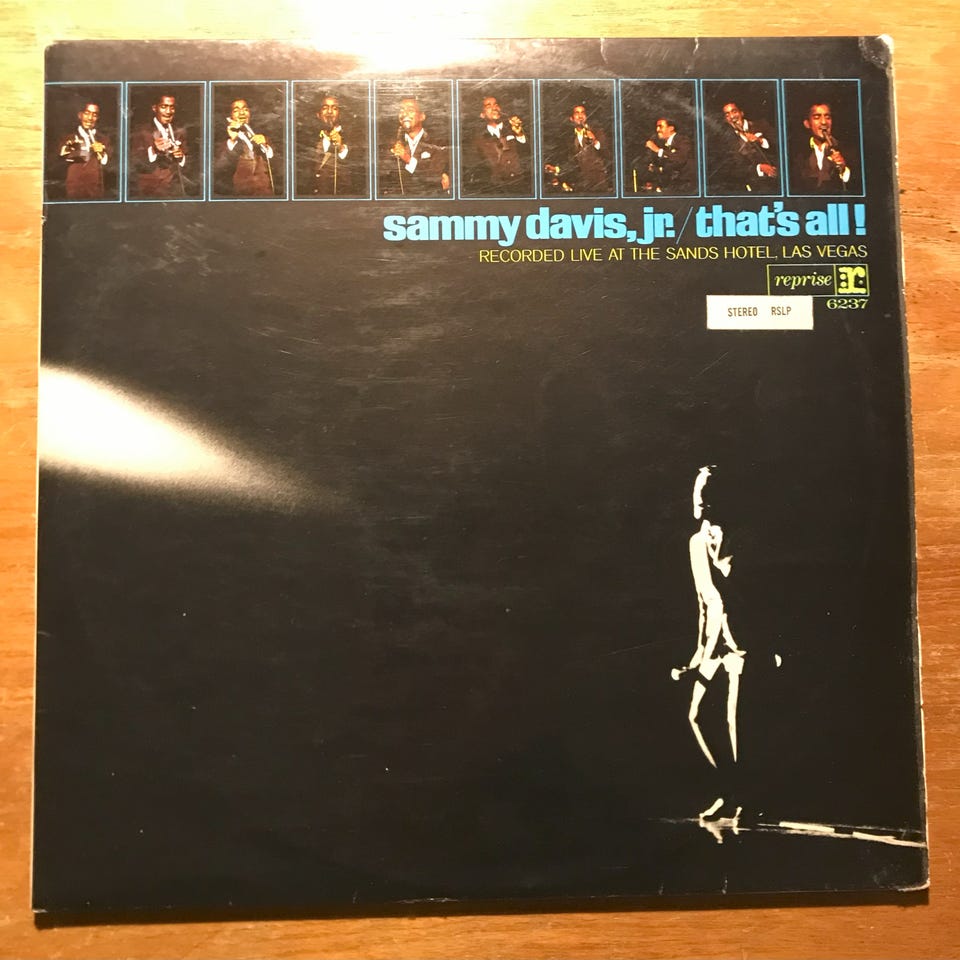 sammy davis, jr. / that's all!
RECORDED LIVE AT THE SANDS HOTEL, LAS VEGAS
reprise r:
6237
STEREO RSLP